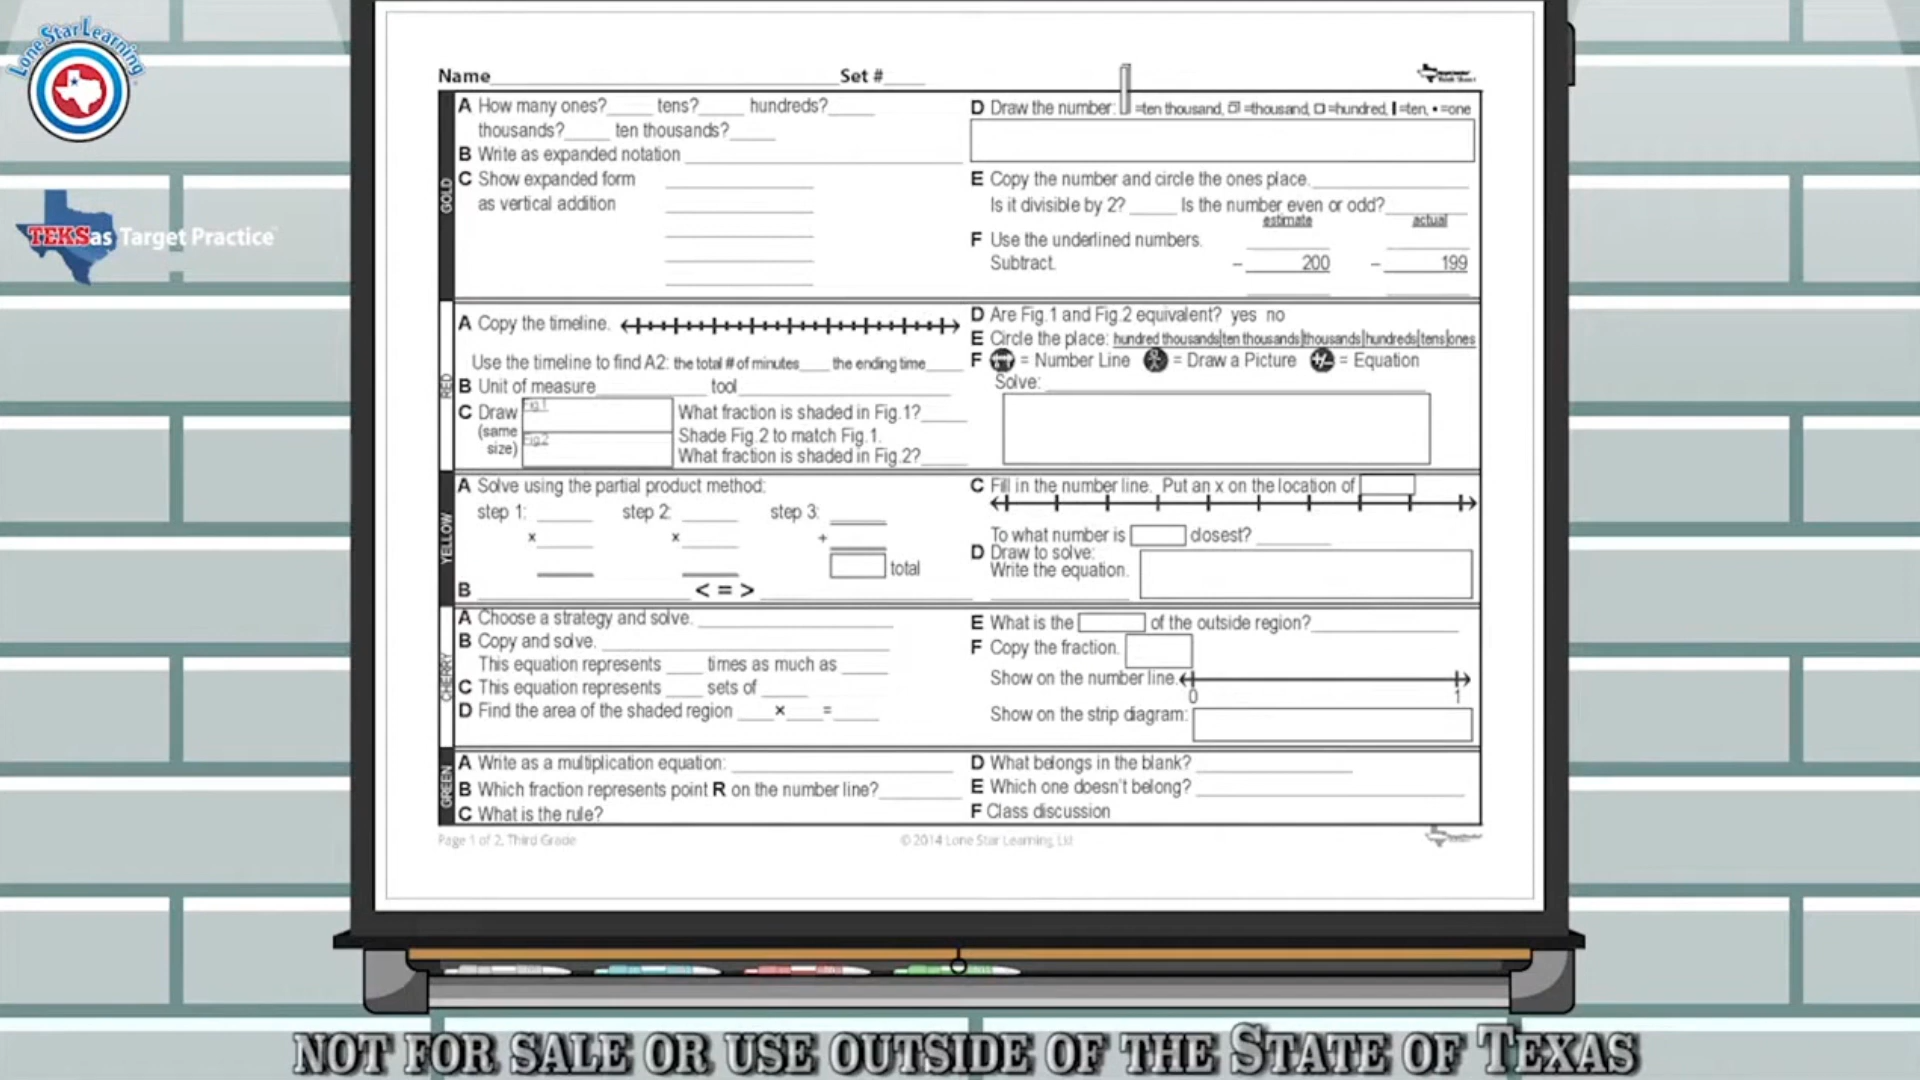 Lone Star Learning
TEKSas Target Practice
Name Set #
GOLD
A How many ones? tens? hundreds?
thousands? ten thousands?
B Write as expanded notation
C Show expanded form
as vertical addition
D Draw the number: =ten thousand, =thousand, =hundred, =ten, •=one
E Copy the number and circle the ones place.
Is it divisible by 2? Is the number even or odd?
estimate actual
F Use the underlined numbers.
Subtract. – 200 – 199
RED
A Copy the timeline.
Use the timeline to find A2: the total # of minutes the ending time
B Unit of measure tool
C Draw Fig.1 What fraction is shaded in Fig.1?
(same Fig.2 Shade Fig.2 to match Fig.1.
size) What fraction is shaded in Fig.2?
D Are Fig.1 and Fig.2 equivalent? yes no
E Circle the place: hundred thousands|ten thousands|thousands|hundreds|tens|ones
F = Number Line = Draw a Picture +/- = Equation
Solve:
YELLOW
A Solve using the partial product method:
step 1: step 2: step 3:
x x +
total
B < = >
C Fill in the number line. Put an x on the location of
To what number is closest?
D Draw to solve:
Write the equation.
CHERRY
A Choose a strategy and solve.
B Copy and solve.
This equation represents times as much as
C This equation represents sets of
D Find the area of the shaded region × =
E What is the of the outside region?
F Copy the fraction.
Show on the number line.
0 1
Show on the strip diagram:
GREEN
A Write as a multiplication equation:
B Which fraction represents point R on the number line?
C What is the rule?
D What belongs in the blank?
E Which one doesn't belong?
F Class discussion
Page 1 of 2, Third Grade © 2014 Lone Star Learning, Ltd
NOT FOR SALE OR USE OUTSIDE OF THE STATE OF TEXAS